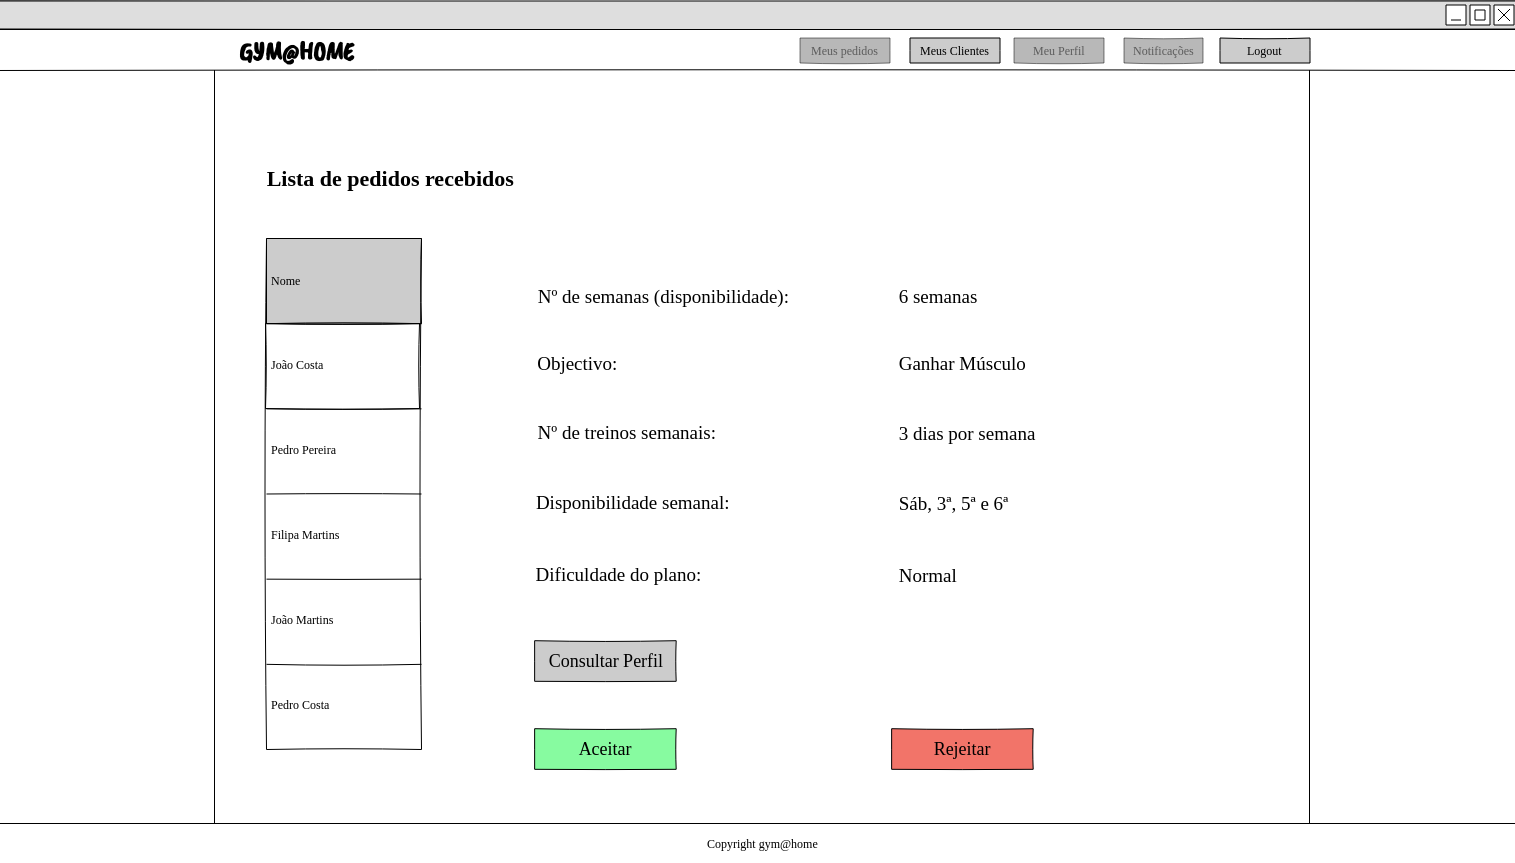 GYM@HOME
Meus pedidos
Meus Clientes
Meu Perfil
Notificações
Logout
Lista de pedidos recebidos
Nome
João Costa
Pedro Pereira
Filipa Martins
João Martins
Pedro Costa
Nº de semanas (disponibilidade): 6 semanas
Objectivo: Ganhar Músculo
Nº de treinos semanais: 3 dias por semana
Disponibilidade semanal: Sáb, 3ª, 5ª e 6ª
Dificuldade do plano: Normal
Consultar Perfil
Aceitar
Rejeitar
Copyright gym@home